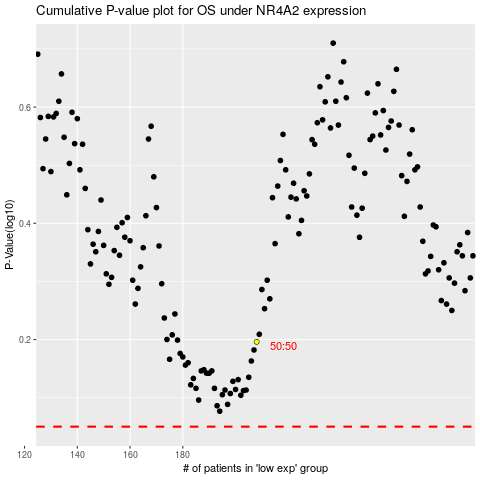 Cumulative P-value plot for OS under NR4A2 expression
P-Value(log10)
0.6
0.4
0.2
50:50
120 140 160 180
# of patients in 'low exp' group